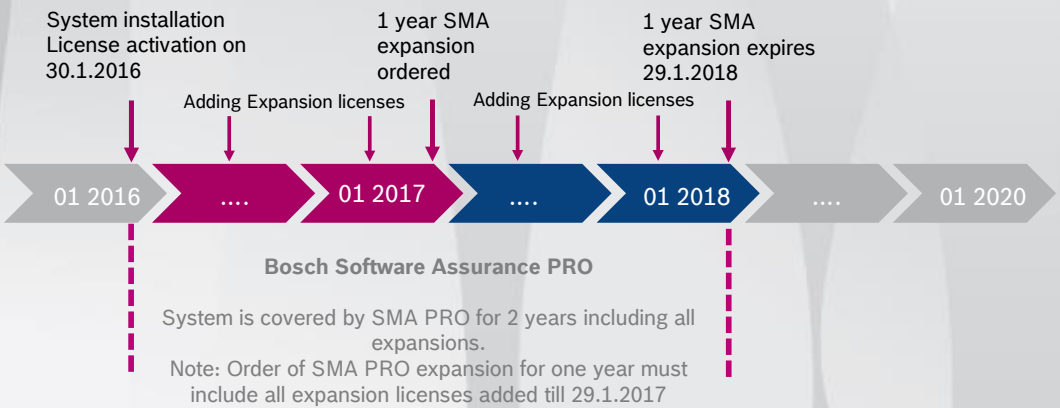 System installation
License activation on
30.1.2016
1 year SMA
expansion
ordered
1 year SMA
expansion expires
29.1.2018
Adding Expansion licenses
Adding Expansion licenses
01 2016
....
01 2017
....
01 2018
....
01 2020
Bosch Software Assurance PRO
System is covered by SMA PRO for 2 years including all
expansions.
Note: Order of SMA PRO expansion for one year must
include all expansion licenses added till 29.1.2017